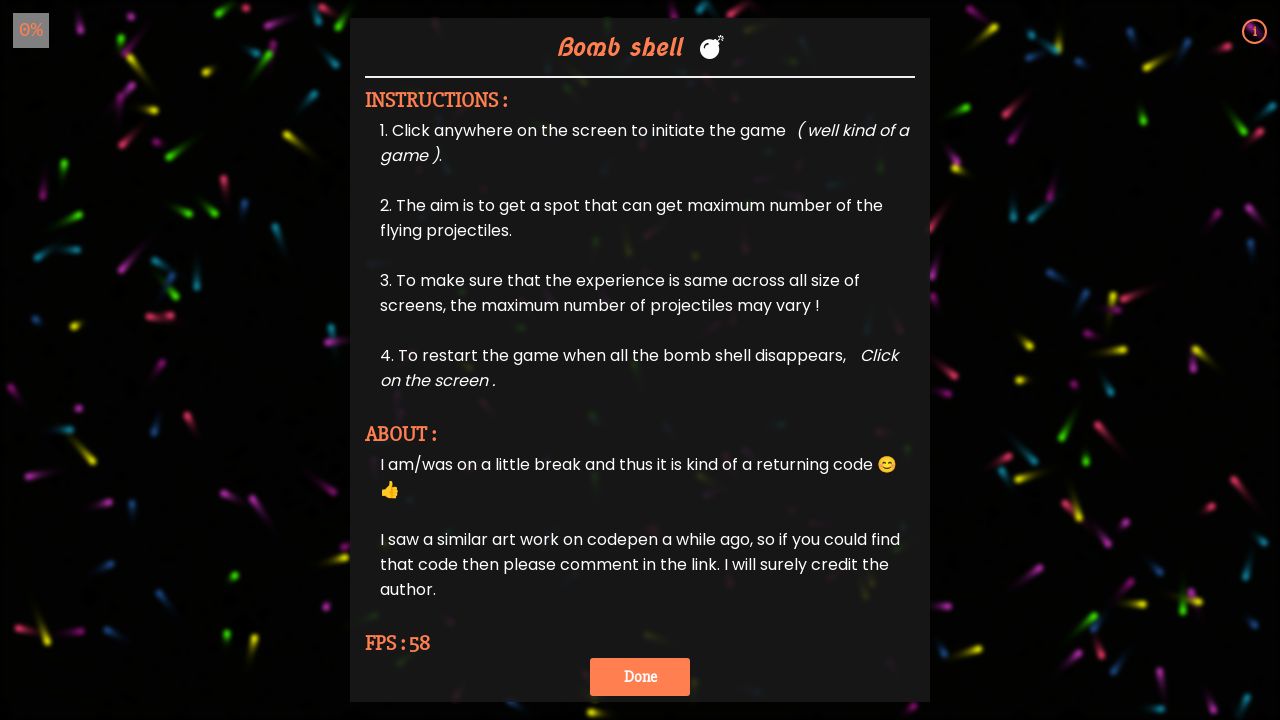 0%
i
Bomb shell 💣
INSTRUCTIONS :
1. Click anywhere on the screen to initiate the game ( well kind of a
game ).
2. The aim is to get a spot that can get maximum number of the
flying projectiles.
3. To make sure that the experience is same across all size of
screens, the maximum number of projectiles may vary !
4. To restart the game when all the bomb shell disappears, Click
on the screen .
ABOUT :
I am/was on a little break and thus it is kind of a returning code 😊
👍
I saw a similar art work on codepen a while ago, so if you could find
that code then please comment in the link. I will surely credit the
author.
FPS : 58
Done